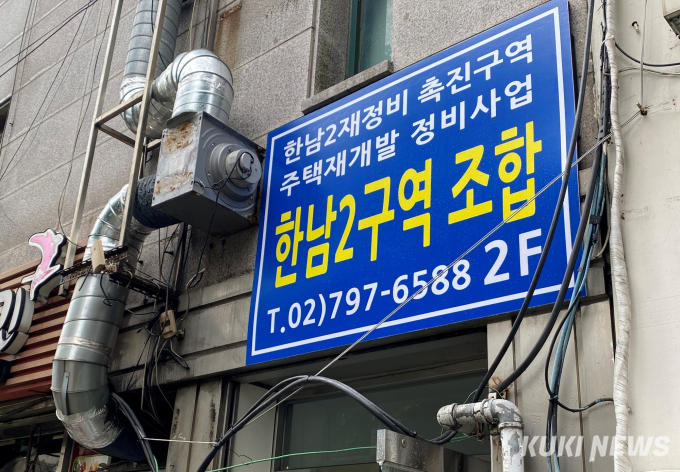 한남2재정비 촉진구역
주택재개발 정비사업
한남2구역 조합
T.02)797-6588 2F
KUKI NEWS